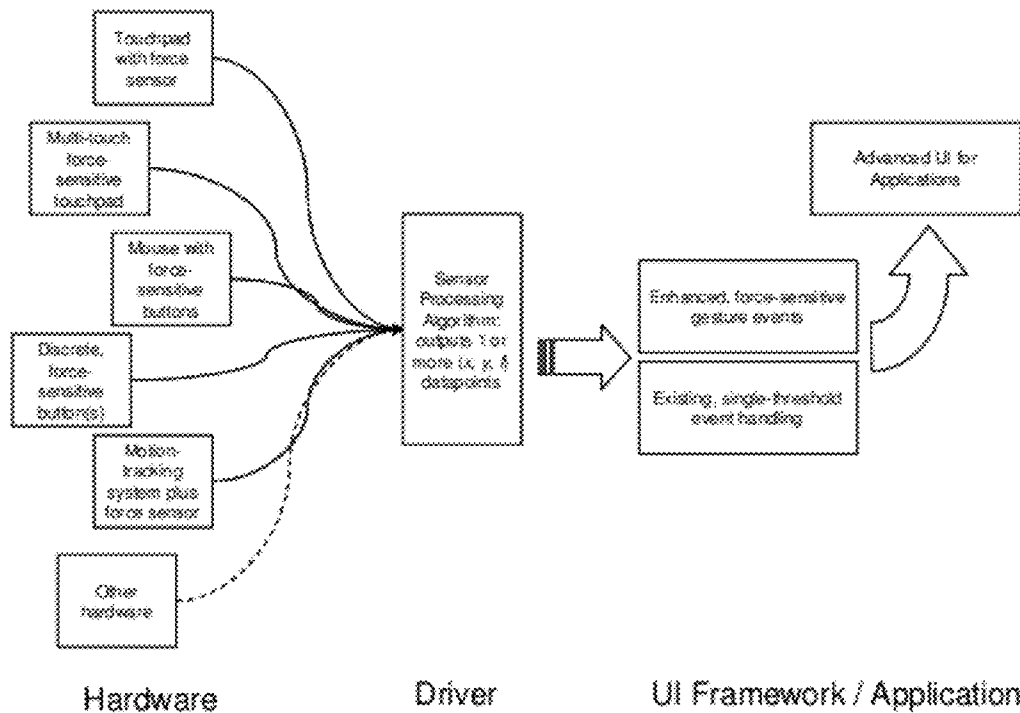 Touchpad
with force
sensor
Multi-touch
force-
sensitive
touchpad
Mouse with
force-
sensitive
buttons
Discrete,
force-
sensitive
button(s)
Motion-
tracking
system plus
force sensor
Other
hardware
Sensor
Processing
Algorithm:
outputs 1 or
more (x, y, f)
datapoints
Enhanced, force-sensitive
gesture events
Existing, single-threshold
event handling
Advanced UI for
Applications
Hardware
Driver
UI Framework / Application